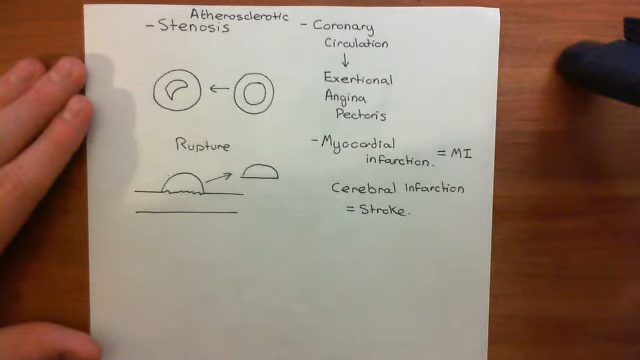 Atherosclerotic
- Stenosis
Rupture
- Coronary
Circulation
↓
Exertional
Angina
Pectoris
- Myocardial
infarction. = MI
Cerebral Infarction
= Stroke.